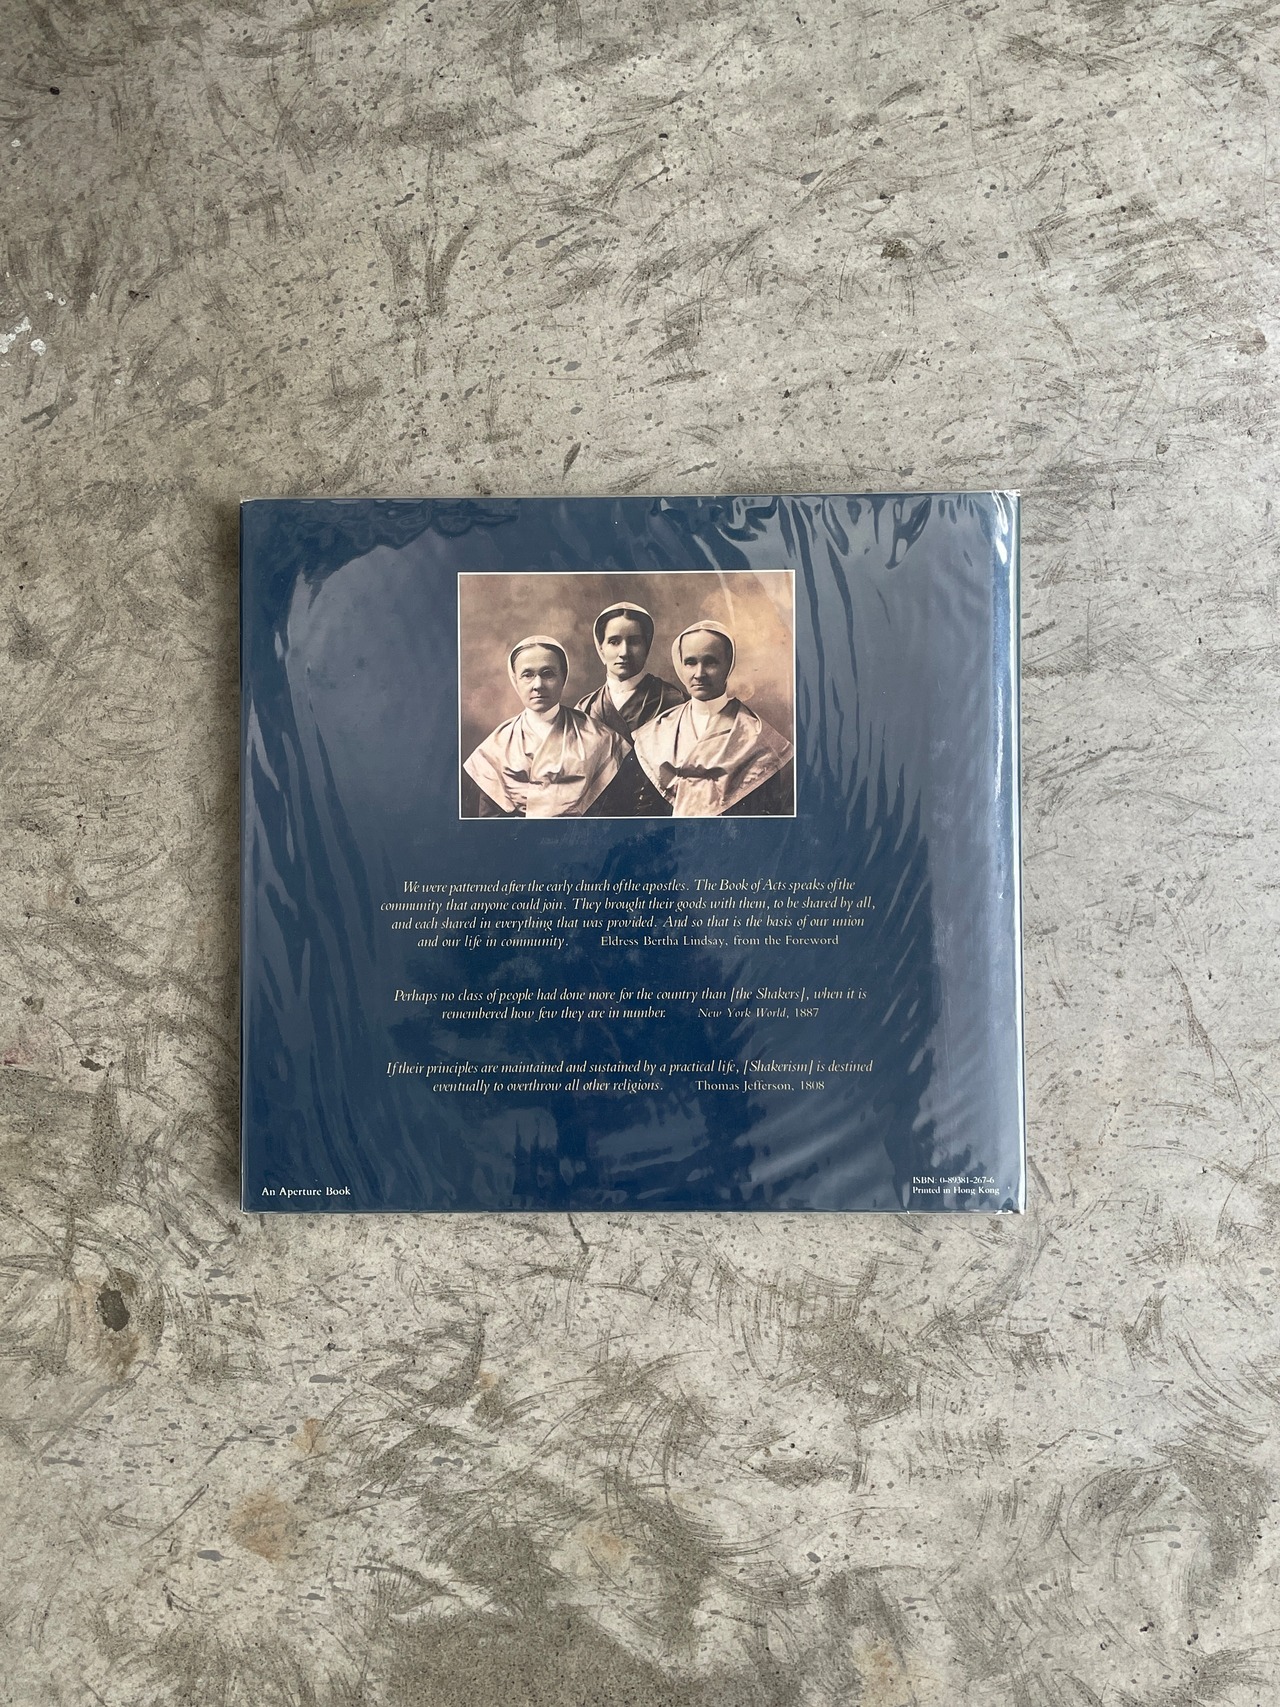 We were patterned after the early church of the apostles. The Book of Acts speaks of the
community that anyone could join. They brought their goods with them, to be shared by all,
and each shared in everything that was provided. And so that is the basis of our union
and our life in community. Eldress Bertha Lindsay, from the Foreword
Perhaps no class of people had done more for the country than [the Shakers], when it is
remembered how few they are in number. New York World, 1887
If their principles are maintained and sustained by a practical life, [Shakerism] is destined
eventually to overthrow all other religions. Thomas Jefferson, 1808
An Aperture Book
ISBN: 0-89381-267-6
Printed in Hong Kong